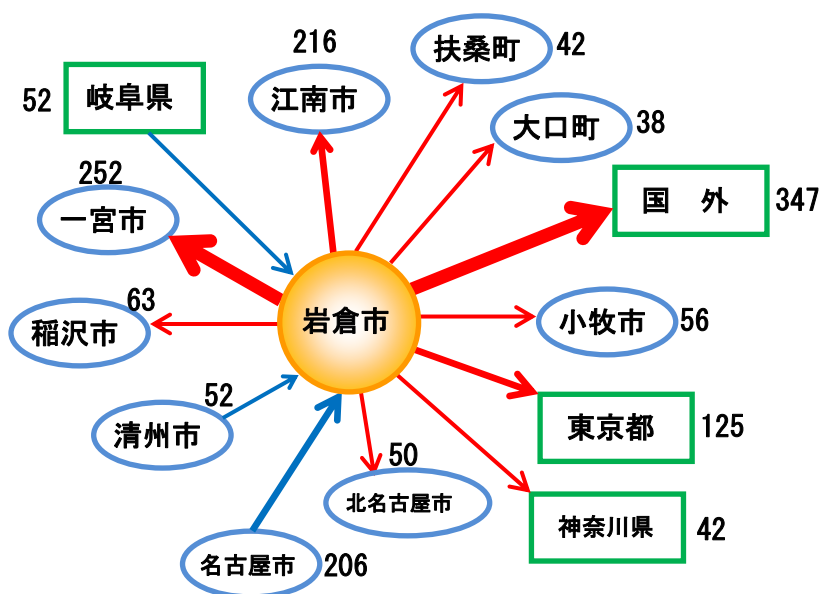 216
扶桑町
42
岐阜県
52
江南市
大口町
38
252
一宮市
国　外
347
63
稲沢市
岩倉市
小牧市
56
52
清州市
東京都
125
50
北名古屋市
神奈川県
42
名古屋市
206